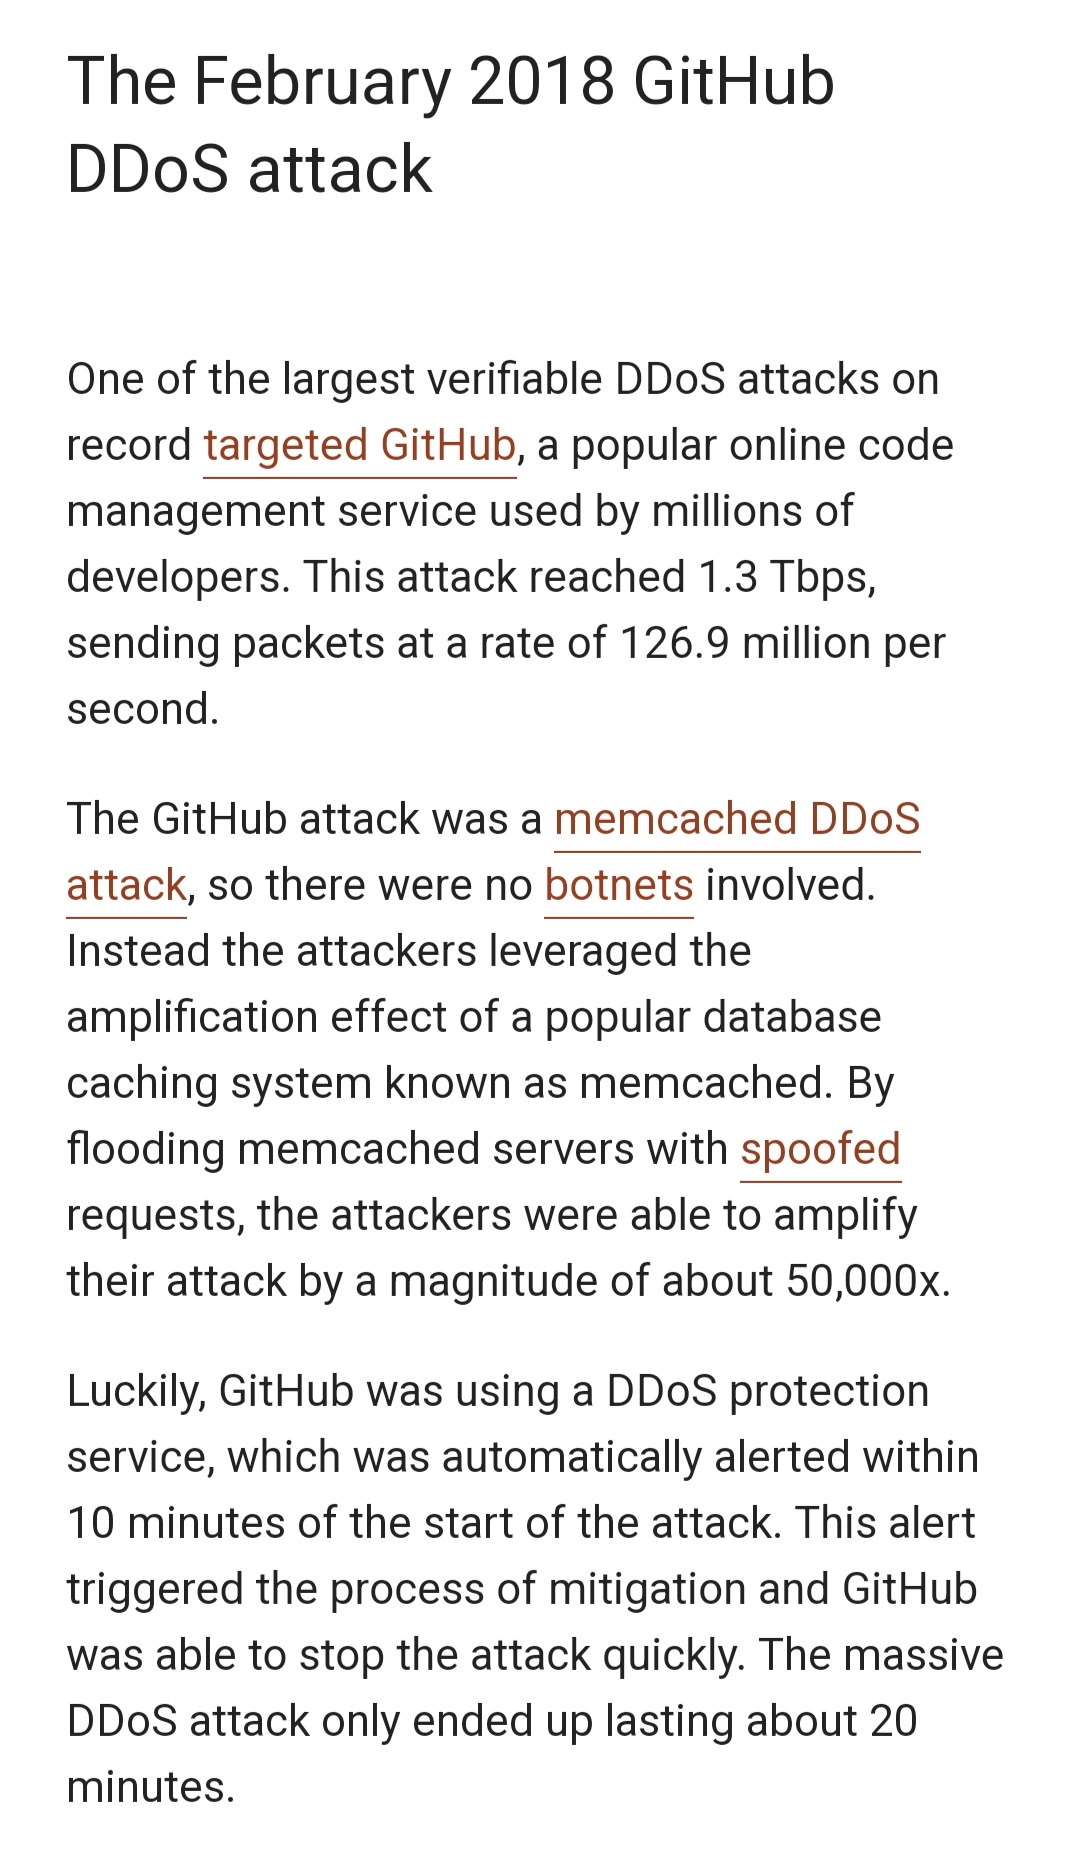 The February 2018 GitHub
DDoS attack
One of the largest verifiable DDoS attacks on
record targeted GitHub, a popular online code
management service used by millions of
developers. This attack reached 1.3 Tbps,
sending packets at a rate of 126.9 million per
second.
The GitHub attack was a memcached DDoS
attack, so there were no botnets involved.
Instead the attackers leveraged the
amplification effect of a popular database
caching system known as memcached. By
flooding memcached servers with spoofed
requests, the attackers were able to amplify
their attack by a magnitude of about 50,000x.
Luckily, GitHub was using a DDoS protection
service, which was automatically alerted within
10 minutes of the start of the attack. This alert
triggered the process of mitigation and GitHub
was able to stop the attack quickly. The massive
DDoS attack only ended up lasting about 20
minutes.